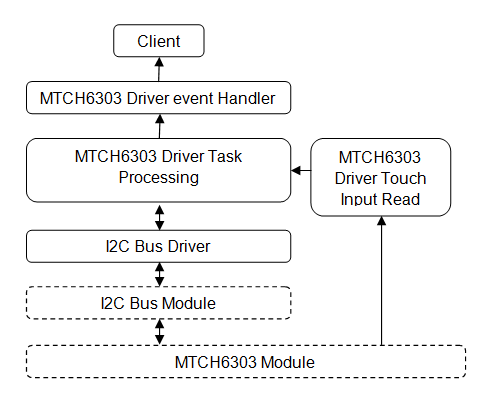 Client
MTCH6303 Driver event Handler
MTCH6303 Driver Task
Processing
MTCH6303
Driver Touch
Input Read
I2C Bus Driver
I2C Bus Module
MTCH6303 Module